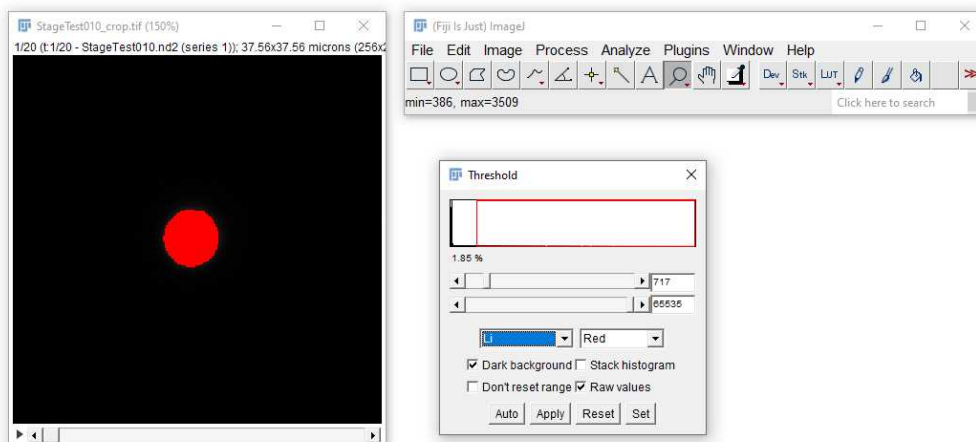 StageTest010_crop.tif (150%)
1/20 (t:1/20 - StageTest010.nd2 (series 1)); 37.56x37.56 microns (256x2
(Fiji Is Just) ImageJ
File Edit Image Process Analyze Plugins Window Help
Dev Stk LUT
min=386, max=3509
Click here to search
Threshold
1.85 %
717
65535
Li Red
Dark background Stack histogram
Don't reset range Raw values
Auto Apply Reset Set